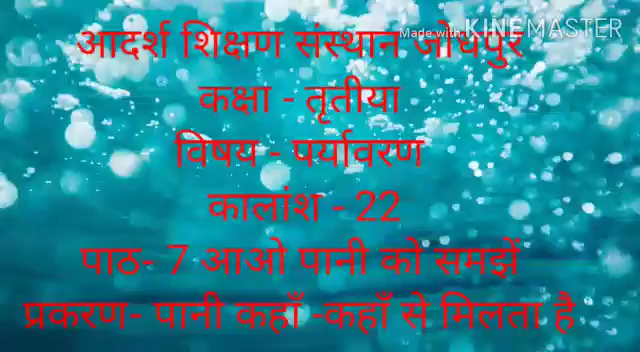 आदर्श शिक्षण संस्थान जोधपुर
Made with KINEMASTER
कक्षा - तृतीया
विषय - पर्यावरण
कालांश - 22
पाठ- 7 आओ पानी को समझें
प्रकरण- पानी कहाँ -कहाँ से मिलता है